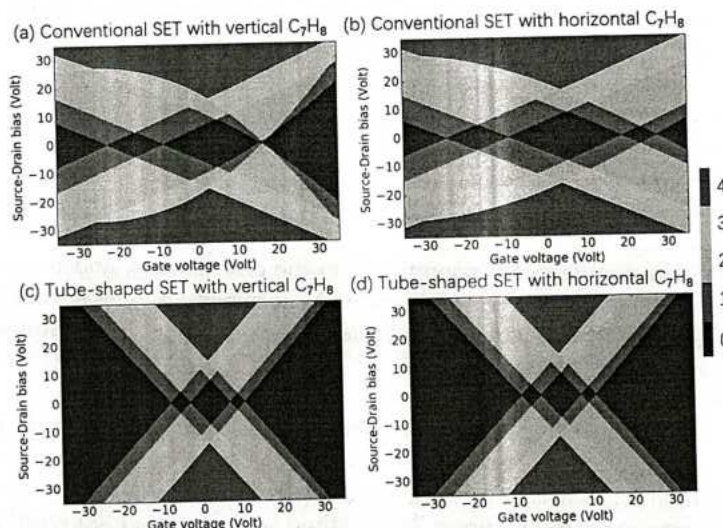 (a) Conventional SET with vertical C₇H₈
(b) Conventional SET with horizontal C₇H₈
Source-Drain bias (Volt)
30
20
10
0
−10
−20
−30
−30 −20 −10 0 10 20 30
Gate voltage (Volt)
Source-Drain bias (Volt)
30
20
10
0
−10
−20
−30
−30 −20 −10 0 10 20 30
Gate voltage (Volt)
(c) Tube-shaped SET with vertical C₇H₈
(d) Tube-shaped SET with horizontal C₇H₈
Source-Drain bias (Volt)
30
20
10
0
−10
−20
−30
−30 −20 −10 0 10 20 30
Gate voltage (Volt)
Source-Drain bias (Volt)
30
20
10
0
−10
−20
−30
−30 −20 −10 0 10 20 30
Gate voltage (Volt)
4
3
2
1
0